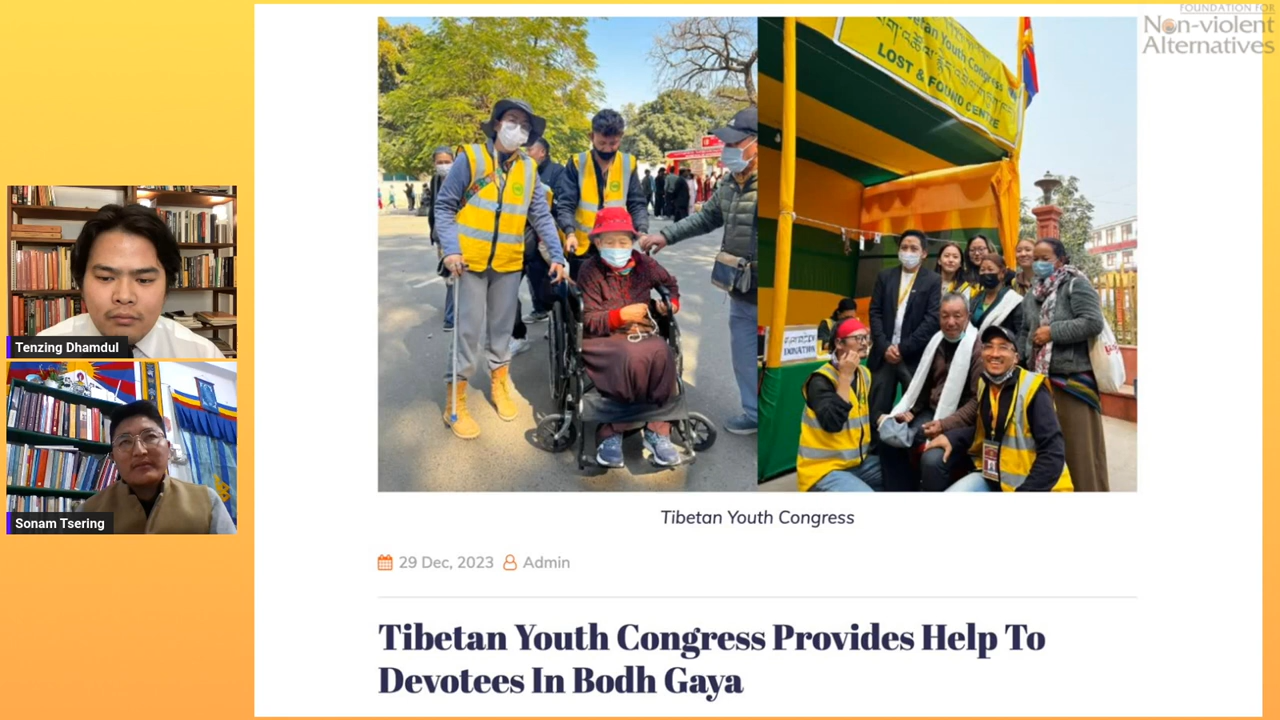 FOUNDATION FOR
Non-violent
Alternatives
Tibetan Youth Congress
LOST & FOUND CENTRE
DONATION
Tenzing Dhamdul
Sonam Tsering
Tibetan Youth Congress
29 Dec, 2023 Admin
Tibetan Youth Congress Provides Help To
Devotees In Bodh Gaya